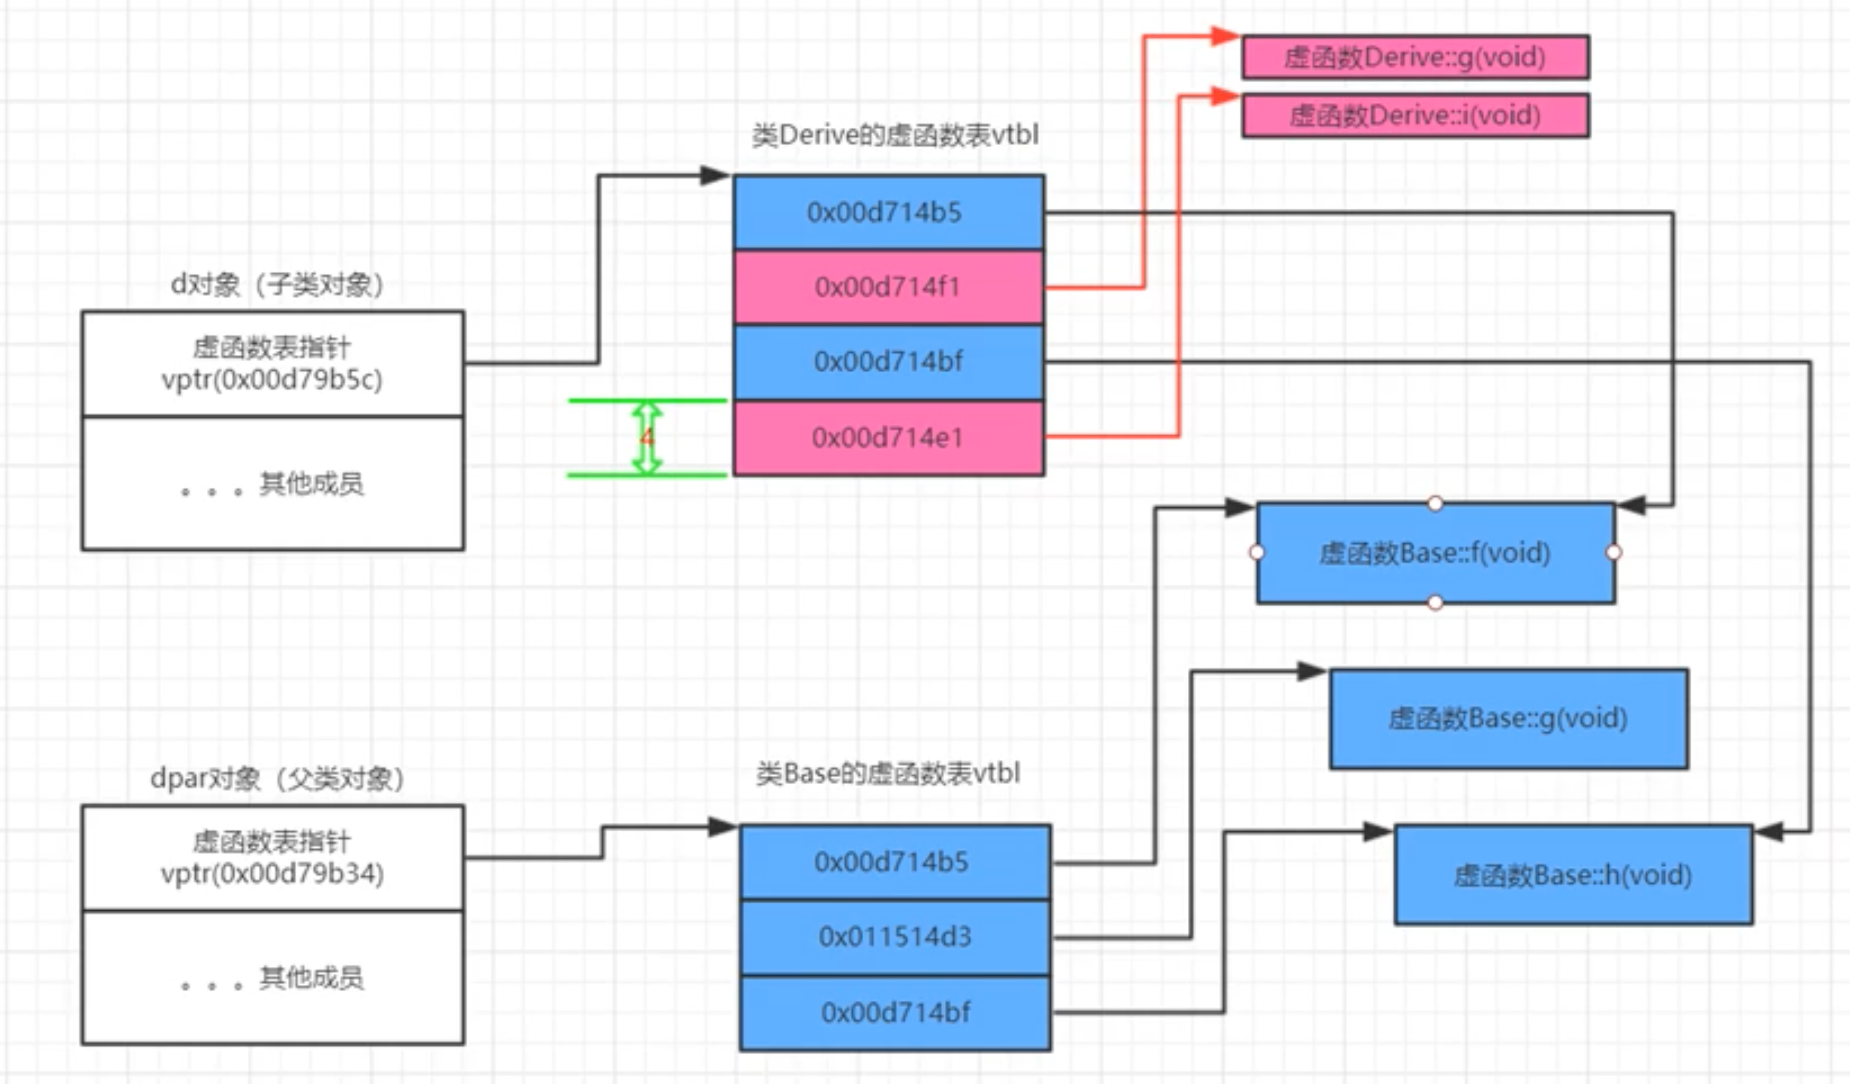 虚函数Derive::g(void)
虚函数Derive::i(void)
类Derive的虚函数表vtbl
0x00d714b5
0x00d714f1
0x00d714bf
0x00d714e1
d对象（子类对象）
虚函数表指针
vptr(0x00d79b5c)
。。。其他成员
4
虚函数Base::f(void)
虚函数Base::g(void)
虚函数Base::h(void)
dpar对象（父类对象）
虚函数表指针
vptr(0x00d79b34)
。。。其他成员
类Base的虚函数表vtbl
0x00d714b5
0x011514d3
0x00d714bf